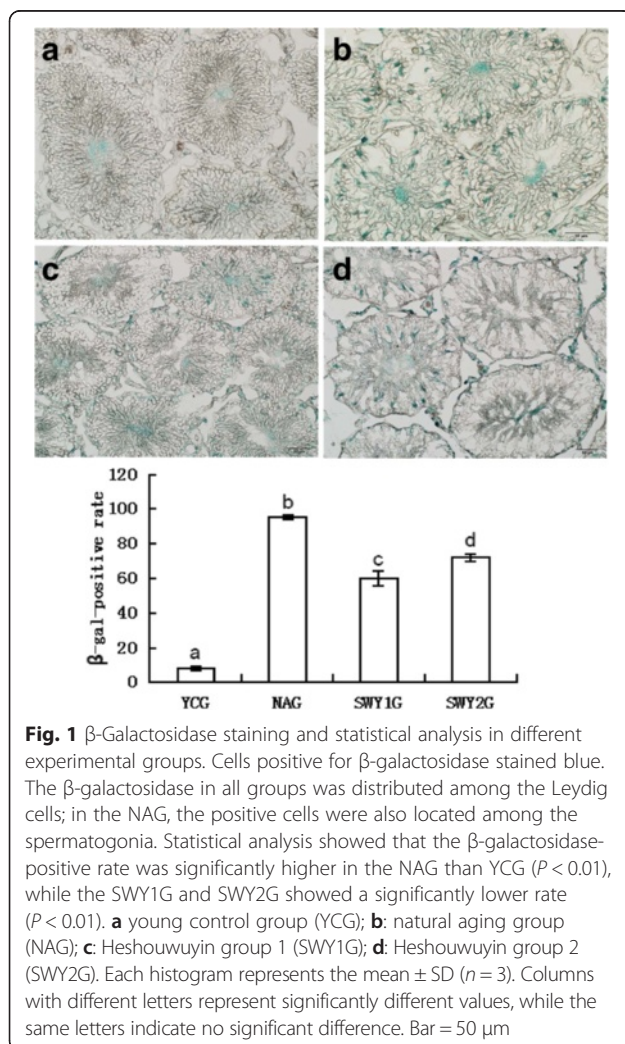 a
b
c
d
120
100
80
60
40
20
0
β-gal-positive rate
a
b
c
d
YCG NAG SWY1G SWY2G
Fig. 1 β-Galactosidase staining and statistical analysis in different
experimental groups. Cells positive for β-galactosidase stained blue.
The β-galactosidase in all groups was distributed among the Leydig
cells; in the NAG, the positive cells were also located among the
spermatogonia. Statistical analysis showed that the β-galactosidase-
positive rate was significantly higher in the NAG than YCG (P < 0.01),
while the SWY1G and SWY2G showed a significantly lower rate
(P < 0.01). a young control group (YCG); b: natural aging group
(NAG); c: Heshouwuyin group 1 (SWY1G); d: Heshouwuyin group 2
(SWY2G). Each histogram represents the mean ± SD (n = 3). Columns
with different letters represent significantly different values, while the
same letters indicate no significant difference. Bar = 50 μm